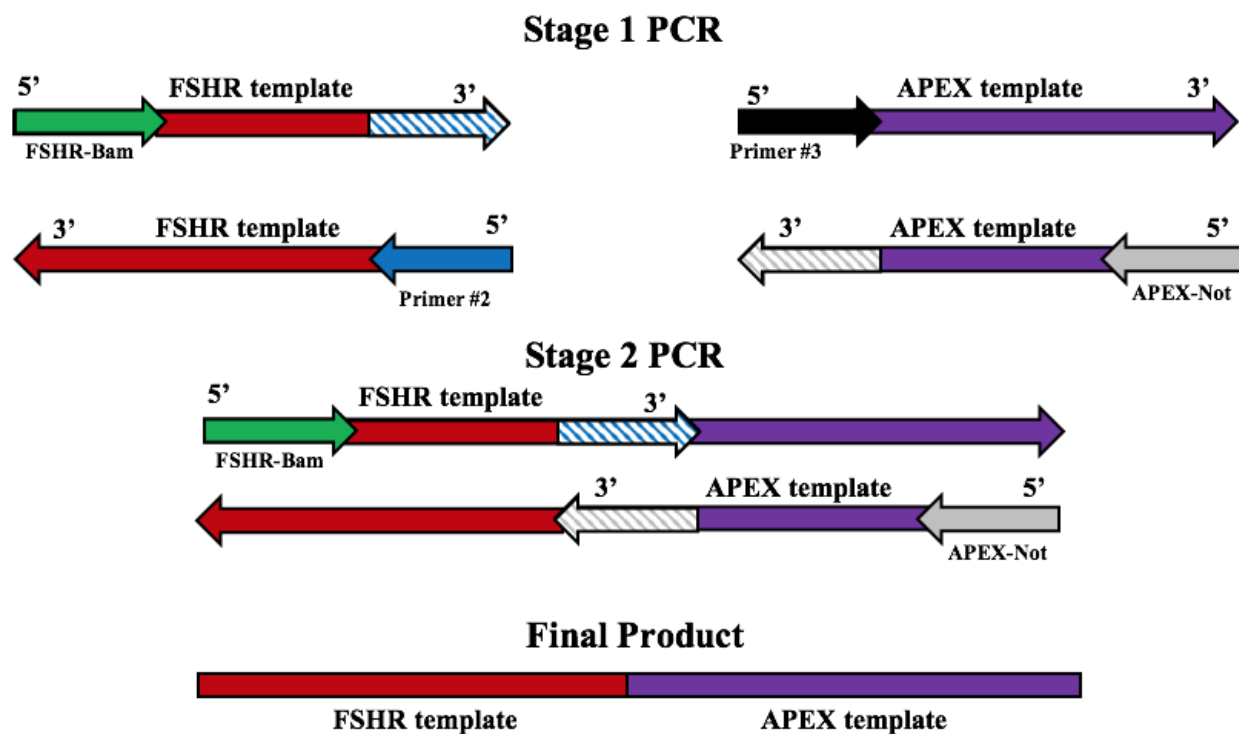 Stage 1 PCR
5’ FSHR template 3’
FSHR-Bam
5’ APEX template 3’
Primer #3
3’ FSHR template 5’
Primer #2
3’ APEX template 5’
APEX-Not
Stage 2 PCR
5’ FSHR template 3’
FSHR-Bam
3’ APEX template 5’
APEX-Not
Final Product
FSHR template APEX template